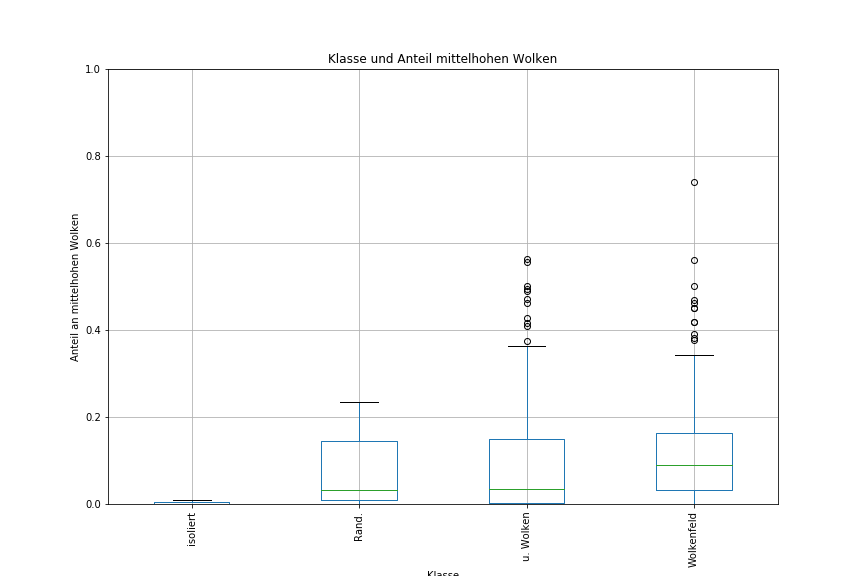 Klasse und Anteil mittelhohen Wolken
1.0
0.8
0.6
0.4
0.2
0.0
Anteil an mittelhohen Wolken
isoliert
Rand.
u. Wolken
Wolkenfeld
Klasse